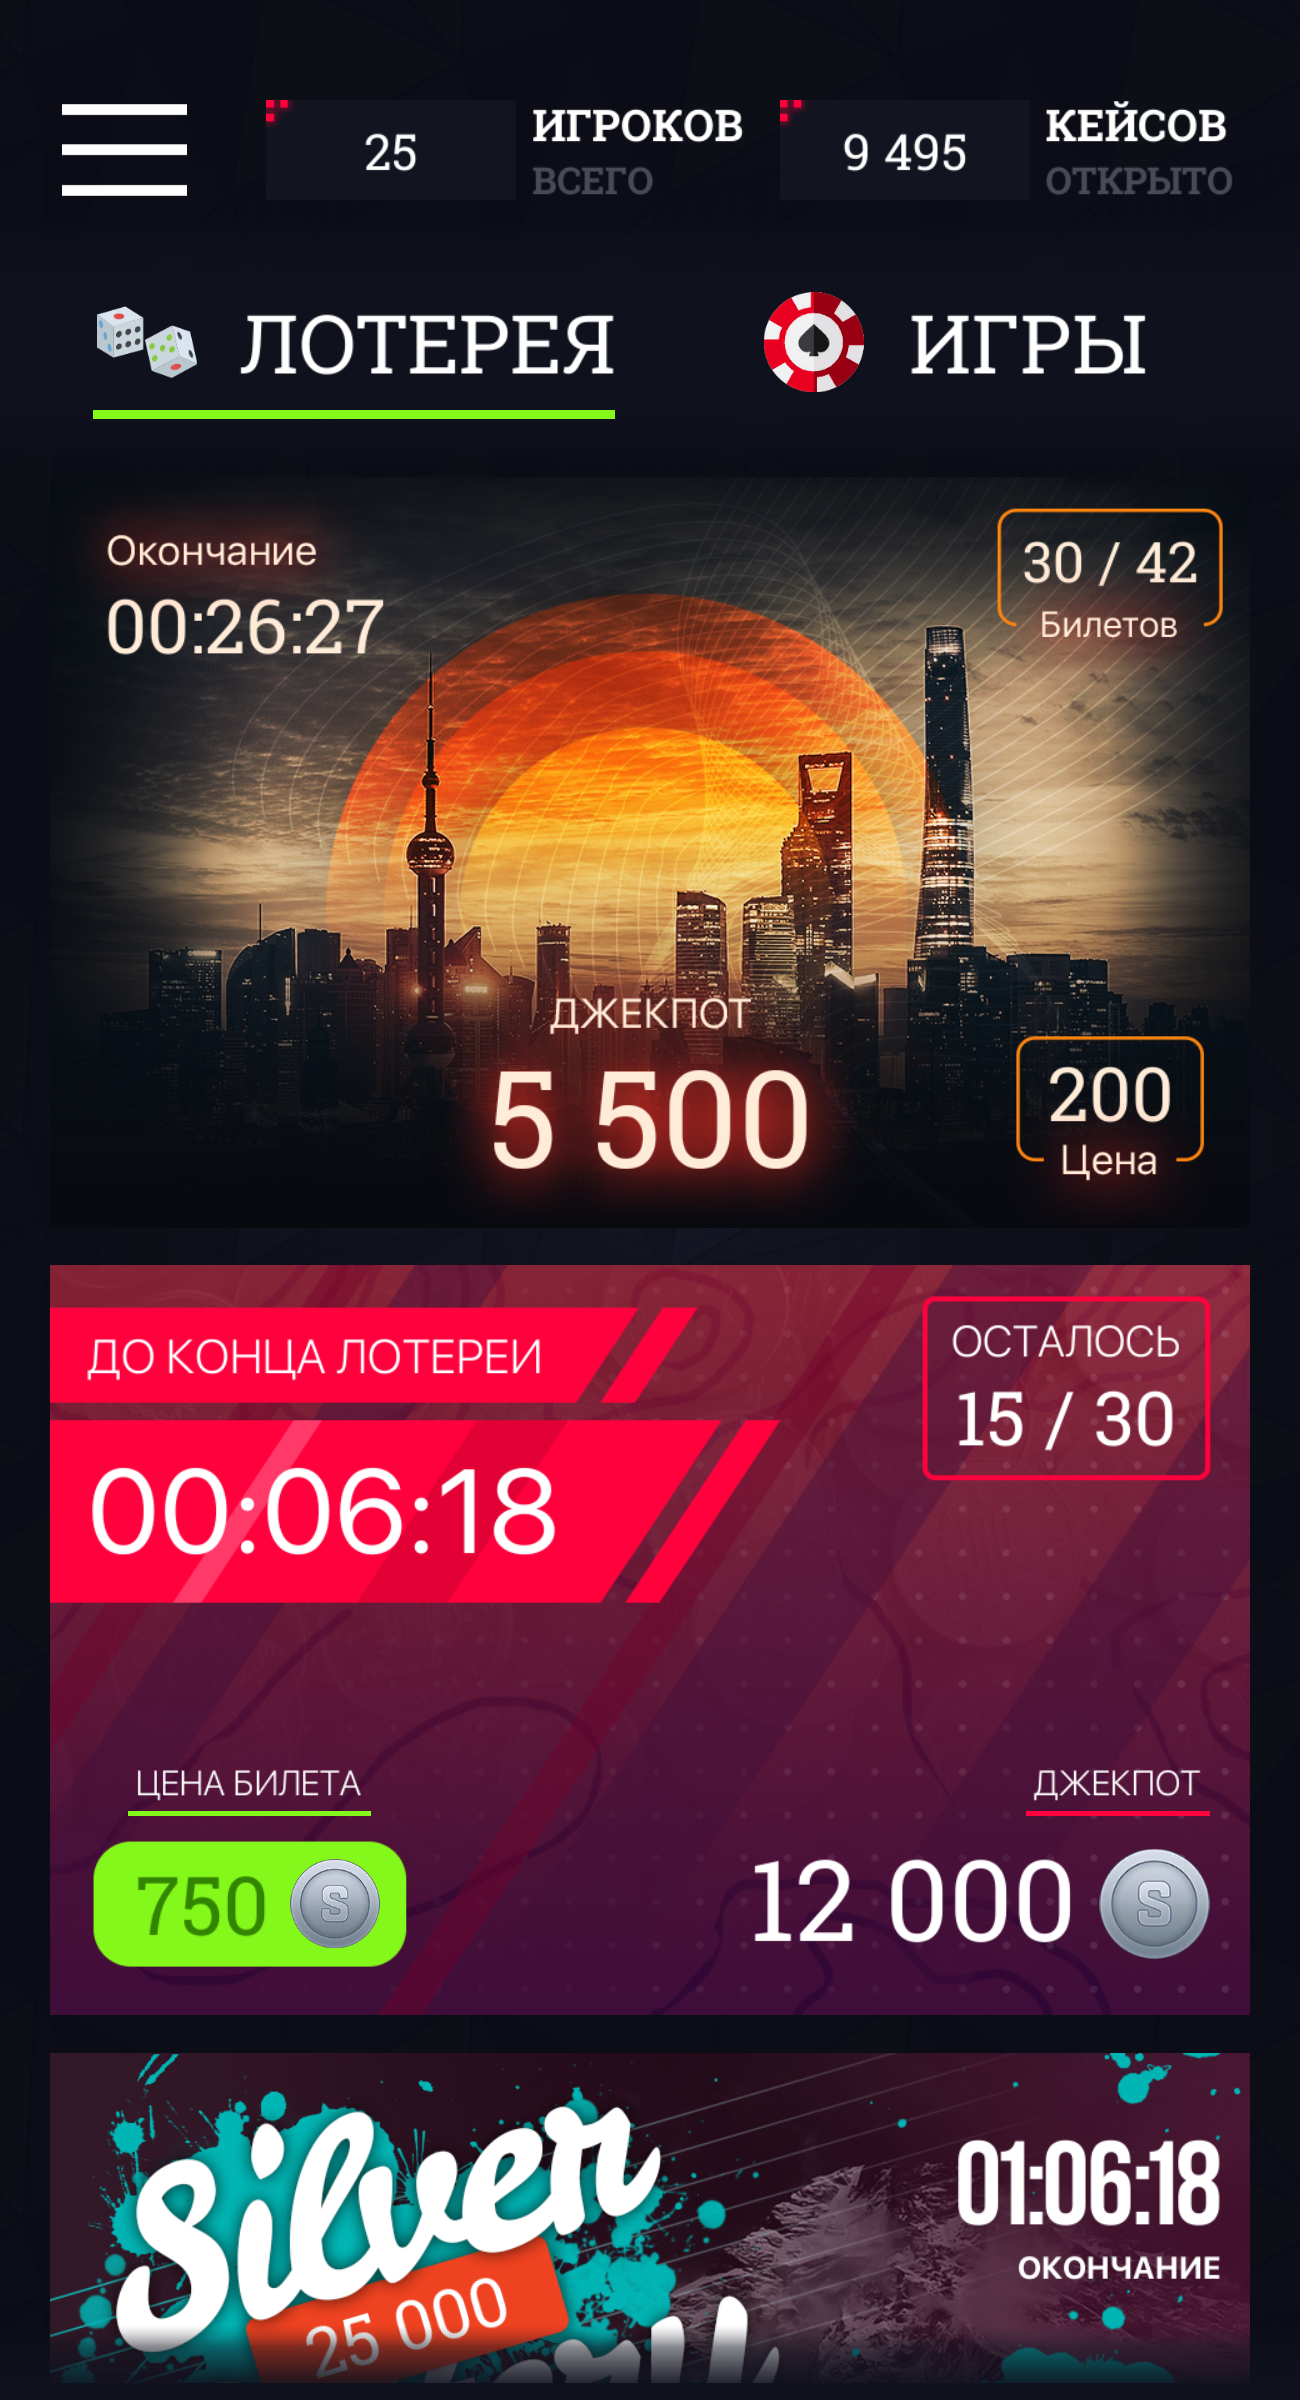 25
ИГРОКОВ
ВСЕГО
9 495
КЕЙСОВ
ОТКРЫТО
ЛОТЕРЕЯ
ИГРЫ
Окончание
00:26:27
30 / 42
Билетов
ДЖЕКПОТ
5 500
200
Цена
ДО КОНЦА ЛОТЕРЕИ
00:06:18
ОСТАЛОСЬ
15 / 30
ЦЕНА БИЛЕТА
750 S
ДЖЕКПОТ
12 000 S
Silver
25 000
01:06:18
ОКОНЧАНИЕ